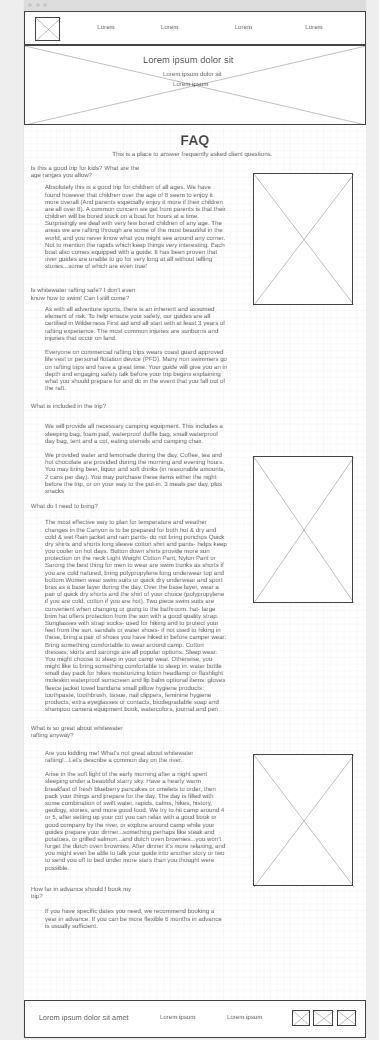 Lorem Lorem Lorem Lorem
Lorem ipsum dolor sit
Lorem ipsum dolor sil
Lorem ipsum
FAQ
This is a place to answer frequently asked client questions.
Is this a good trip for kids? What are the
age ranges you allow?
Absolutely this is a good trip for children of all ages. We have
found however that children over the age of 8 seem to enjoy it
more overall (And parents especially enjoy it more if their children
are all over 8). A common concern we get from parents is that their
children will be bored stuck on a boat for hours at a time.
Surprisingly we deal with very few bored children of any age. The
areas we are rafting through are some of the most beautiful in the
world, and you never know what you might see around any corner.
Not to mention the rapids which keep things very interesting. Each
boat also comes equipped with a guide. It has been proven that
river guides are unable to go for very long at all without telling
stories...some of which are even true!
Is whitewater rafting safe? I don't even
know how to swim! Can I still come?
As with all adventure sports, there is an inherent and assumed
element of risk. To help ensure your safety, our guides are all
certified in Wilderness First aid and all start with at least 3 years of
rafting experience. The most common injuries are sunburns and
injuries that occur on land.
Everyone on commercial rafting trips wears coast guard approved
life vest or personal flotation device (PFD). Many non swimmers go
on rafting trips and have a great time. Your guide will give you an in
depth and engaging safety talk before your trip begins explaining
what you should prepare for and do in the event that you fall out of
the raft.
What is included in the trip?
We will provide all necessary camping equipment. This includes a
sleeping bag, foam pad, waterproof duffle bag, small waterproof
day bag, tent and a cot, eating utensils and camping chair.
We provided water and lemonade during the day. Coffee, tea and
hot chocolate are provided during the morning and evening hours.
You may bring beer, liquor and soft drinks (in reasonable amounts,
2 cans per day). You may purchase these items either the night
before the trip, or on your way to the put-in. 3 meals per day, plus
snacks
What do I need to bring?
The most effective way to plan for temperature and weather
changes in the Canyon is to be prepared for both hot & dry and
cold & wet Rain jacket and rain pants- do not bring ponchos Quick
dry shirts and shorts long sleeve cotton shirt and pants- helps keep
you cooler on hot days. Button down shirts provide more sun
protection on the neck Light Weight Cotton Pant, Nylon Pant or
Sarong the best thing for men to wear are swim trunks as shorts if
you are cold natured, bring polypropylene long underwear top and
bottom Women wear swim suits or quick dry underwear and sport
bras as a base layer during the day. Over the base layer, wear a
pair of quick dry shorts and the shirt of your choice (polypropylene
if you are cold, cotton if you are hot). Two piece swim suits are
convenient when changing or going to the bathroom. hat- large
brim hat offers protection from the sun with a good quality strap.
Sunglasses with strap socks- used for hiking and to protect your
feet from the sun. sandals or water shoes- if not used to hiking in
these, bring a pair of shoes you have hiked in before camper wear:
Bring something comfortable to wear around camp. Cotton
dresses, skirts and sarongs are all popular options. Sleep wear:
You might choose to sleep in your camp wear. Otherwise, you
might like to bring something comfortable to sleep in. water bottle
small day pack for hikes moisturizing lotion headlamp or flashlight
moleskin waterproof sunscreen and lip balm optional items: gloves
fleece jacket towel bandana small pillow hygiene products:
toothpaste, toothbrush, tissue, nail clippers, feminine hygiene
products, extra eyeglasses or contacts, biodegradable soap and
shampoo camera equipment book, watercolors, journal and pen
What is so great about whitewater
rafting anyway?
Are you kidding me! What's not great about whitewater
rafting!...Let's describe a common day on the river.
Arise in the soft light of the early morning after a night spent
sleeping under a beautiful starry sky. Have a hearty warm
breakfast of fresh blueberry pancakes or omelets to order, then
pack your things and prepare for the day. The day is filled with
some combination of swift water, rapids, calms, hikes, history,
geology, stories, and more good food. We try to hit camp around 4
or 5, after setting up your cot you can relax with a good book or
good company by the river, or explore around camp while your
guides prepare your dinner...something perhaps like steak and
potatoes, or grilled salmon...and dutch oven brownies...you won't
forget the dutch oven brownies. After dinner it's more relaxing, and
you might even be able to talk your guide into another story or two
to send you off to bed under more stars than you thought were
possible.
How far in advance should I book my
trip?
If you have specific dates you need, we recommend booking a
year in advance. If you can be more flexible 6 months in advance
is usually sufficient.
Lorem ipsum dolor sit amet Lorem ipsum Lorem ipsum